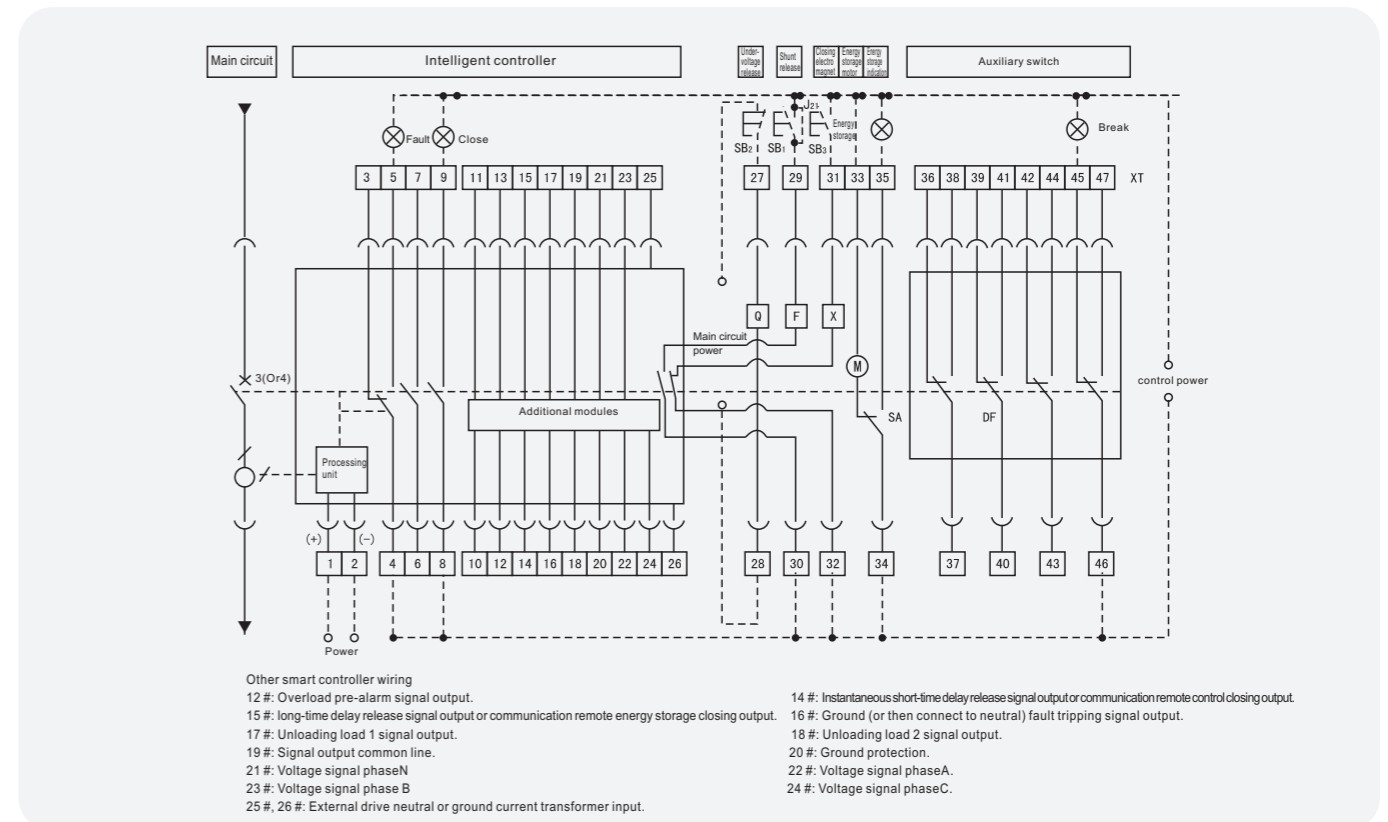 Main circuit
Intelligent controller
Under-
voltage
release
Shunt
release
Closing
electro
magnet
Energy
storage
motor
Energy
storage
indication
Auxiliary switch
Fault
Close
SB2
SB1
J21
SB3
Energy
storage
Break
3 5 7 9 11 13 15 17 19 21 23 25 27 29 31 33 35 36 38 39 41 42 44 45 47 XT
Q F X
Main circuit
power
M
3(Or4)
control power
Additional modules
SA
DF
Processing
unit
(+) (−)
1 2 4 6 8 10 12 14 16 18 20 22 24 26 28 30 32 34 37 40 43 46
Power
Other smart controller wiring
12 #: Overload pre-alarm signal output.
14 #: Instantaneous short-time delay release signal output or communication remote control closing output.
15 #: long-time delay release signal output or communication remote energy storage closing output.
16 #: Ground (or then connect to neutral) fault tripping signal output.
17 #: Unloading load 1 signal output.
18 #: Unloading load 2 signal output.
19 #: Signal output common line.
20 #: Ground protection.
21 #: Voltage signal phaseN
22 #: Voltage signal phaseA.
23 #: Voltage signal phase B
24 #: Voltage signal phaseC.
25 #, 26 #: External drive neutral or ground current transformer input.